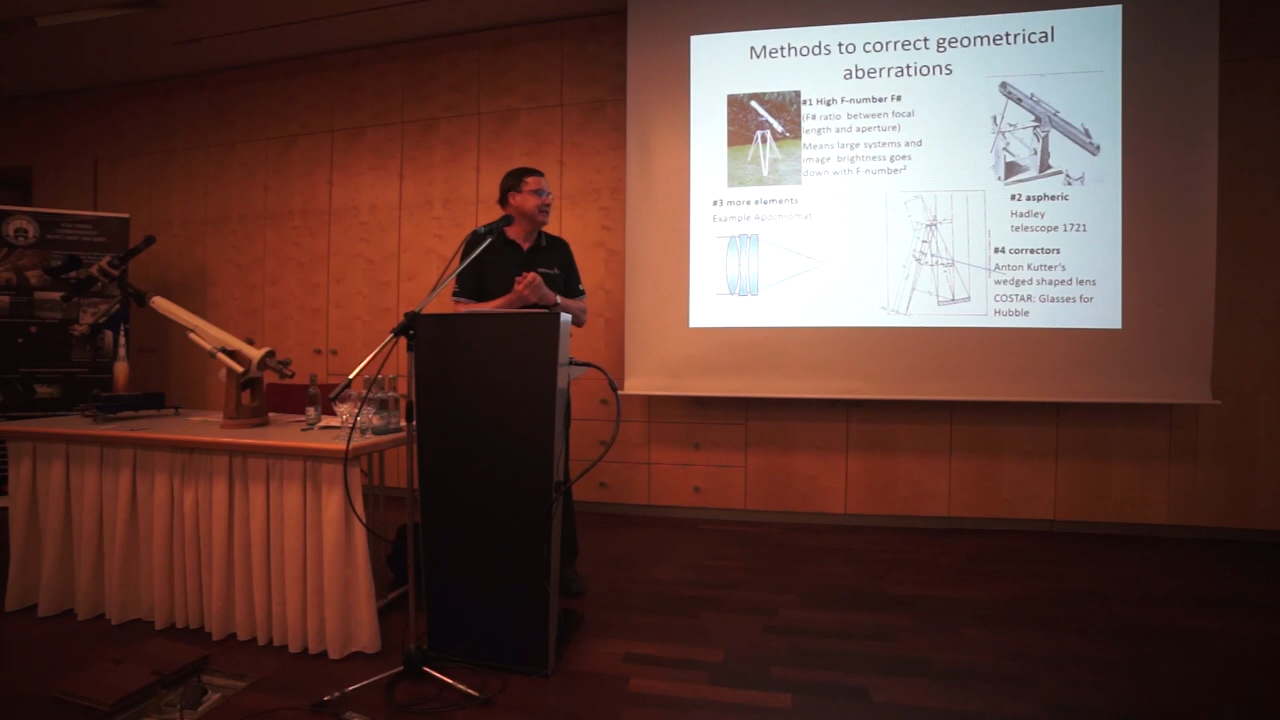 Methods to correct geometrical
aberrations
#1 High F-number F#
(F# ratio between focal
length and aperture)
Means large systems and
image brightness goes
down with F-number²
#2 aspheric
Hadley
telescope 1721
#3 more elements
Example Apochromat
#4 correctors
Anton Kutter's
wedged shaped lens
COSTAR: Glasses for
Hubble